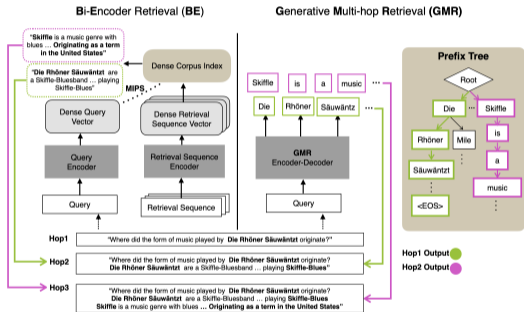 Bi-Encoder Retrieval (BE)
"Skiffle is a music genre with
blues ... Originating as a term
in the United States"
"Die Rhöner Säuwäntzt are
a Skiffle-Bluesband ... playing
Skiffle-Blues"
Dense Corpus Index
MIPS
Dense Query
Vector
Dense Retrieval
Sequence Vector
Query
Encoder
Retrieval Sequence
Encoder
Query
Retrieval Sequence
Generative Multi-hop Retrieval (GMR)
Skiffle is a music ...
Die Rhöner Säuwäntzt ...
GMR
Encoder-Decoder
Query
Prefix Tree
Root
Die ... Skiffle
Rhöner Mile is
Säuwäntzt a
music
<EOS>
Hop1 Output
Hop2 Output
Hop1
"Where did the form of music played by Die Rhöner Säuwäntzt originate?"
Hop2
"Where did the form of music played by Die Rhöner Säuwäntzt originate?
Die Rhöner Säuwäntzt are a Skiffle-Bluesband ... playing Skiffle-Blues"
Hop3
"Where did the form of music played by Die Rhöner Säuwäntzt originate?
Die Rhöner Säuwäntzt are a Skiffle-Bluesband ... playing Skiffle-Blues
Skiffle is a music genre with blues ... Originating as a term in the United States"